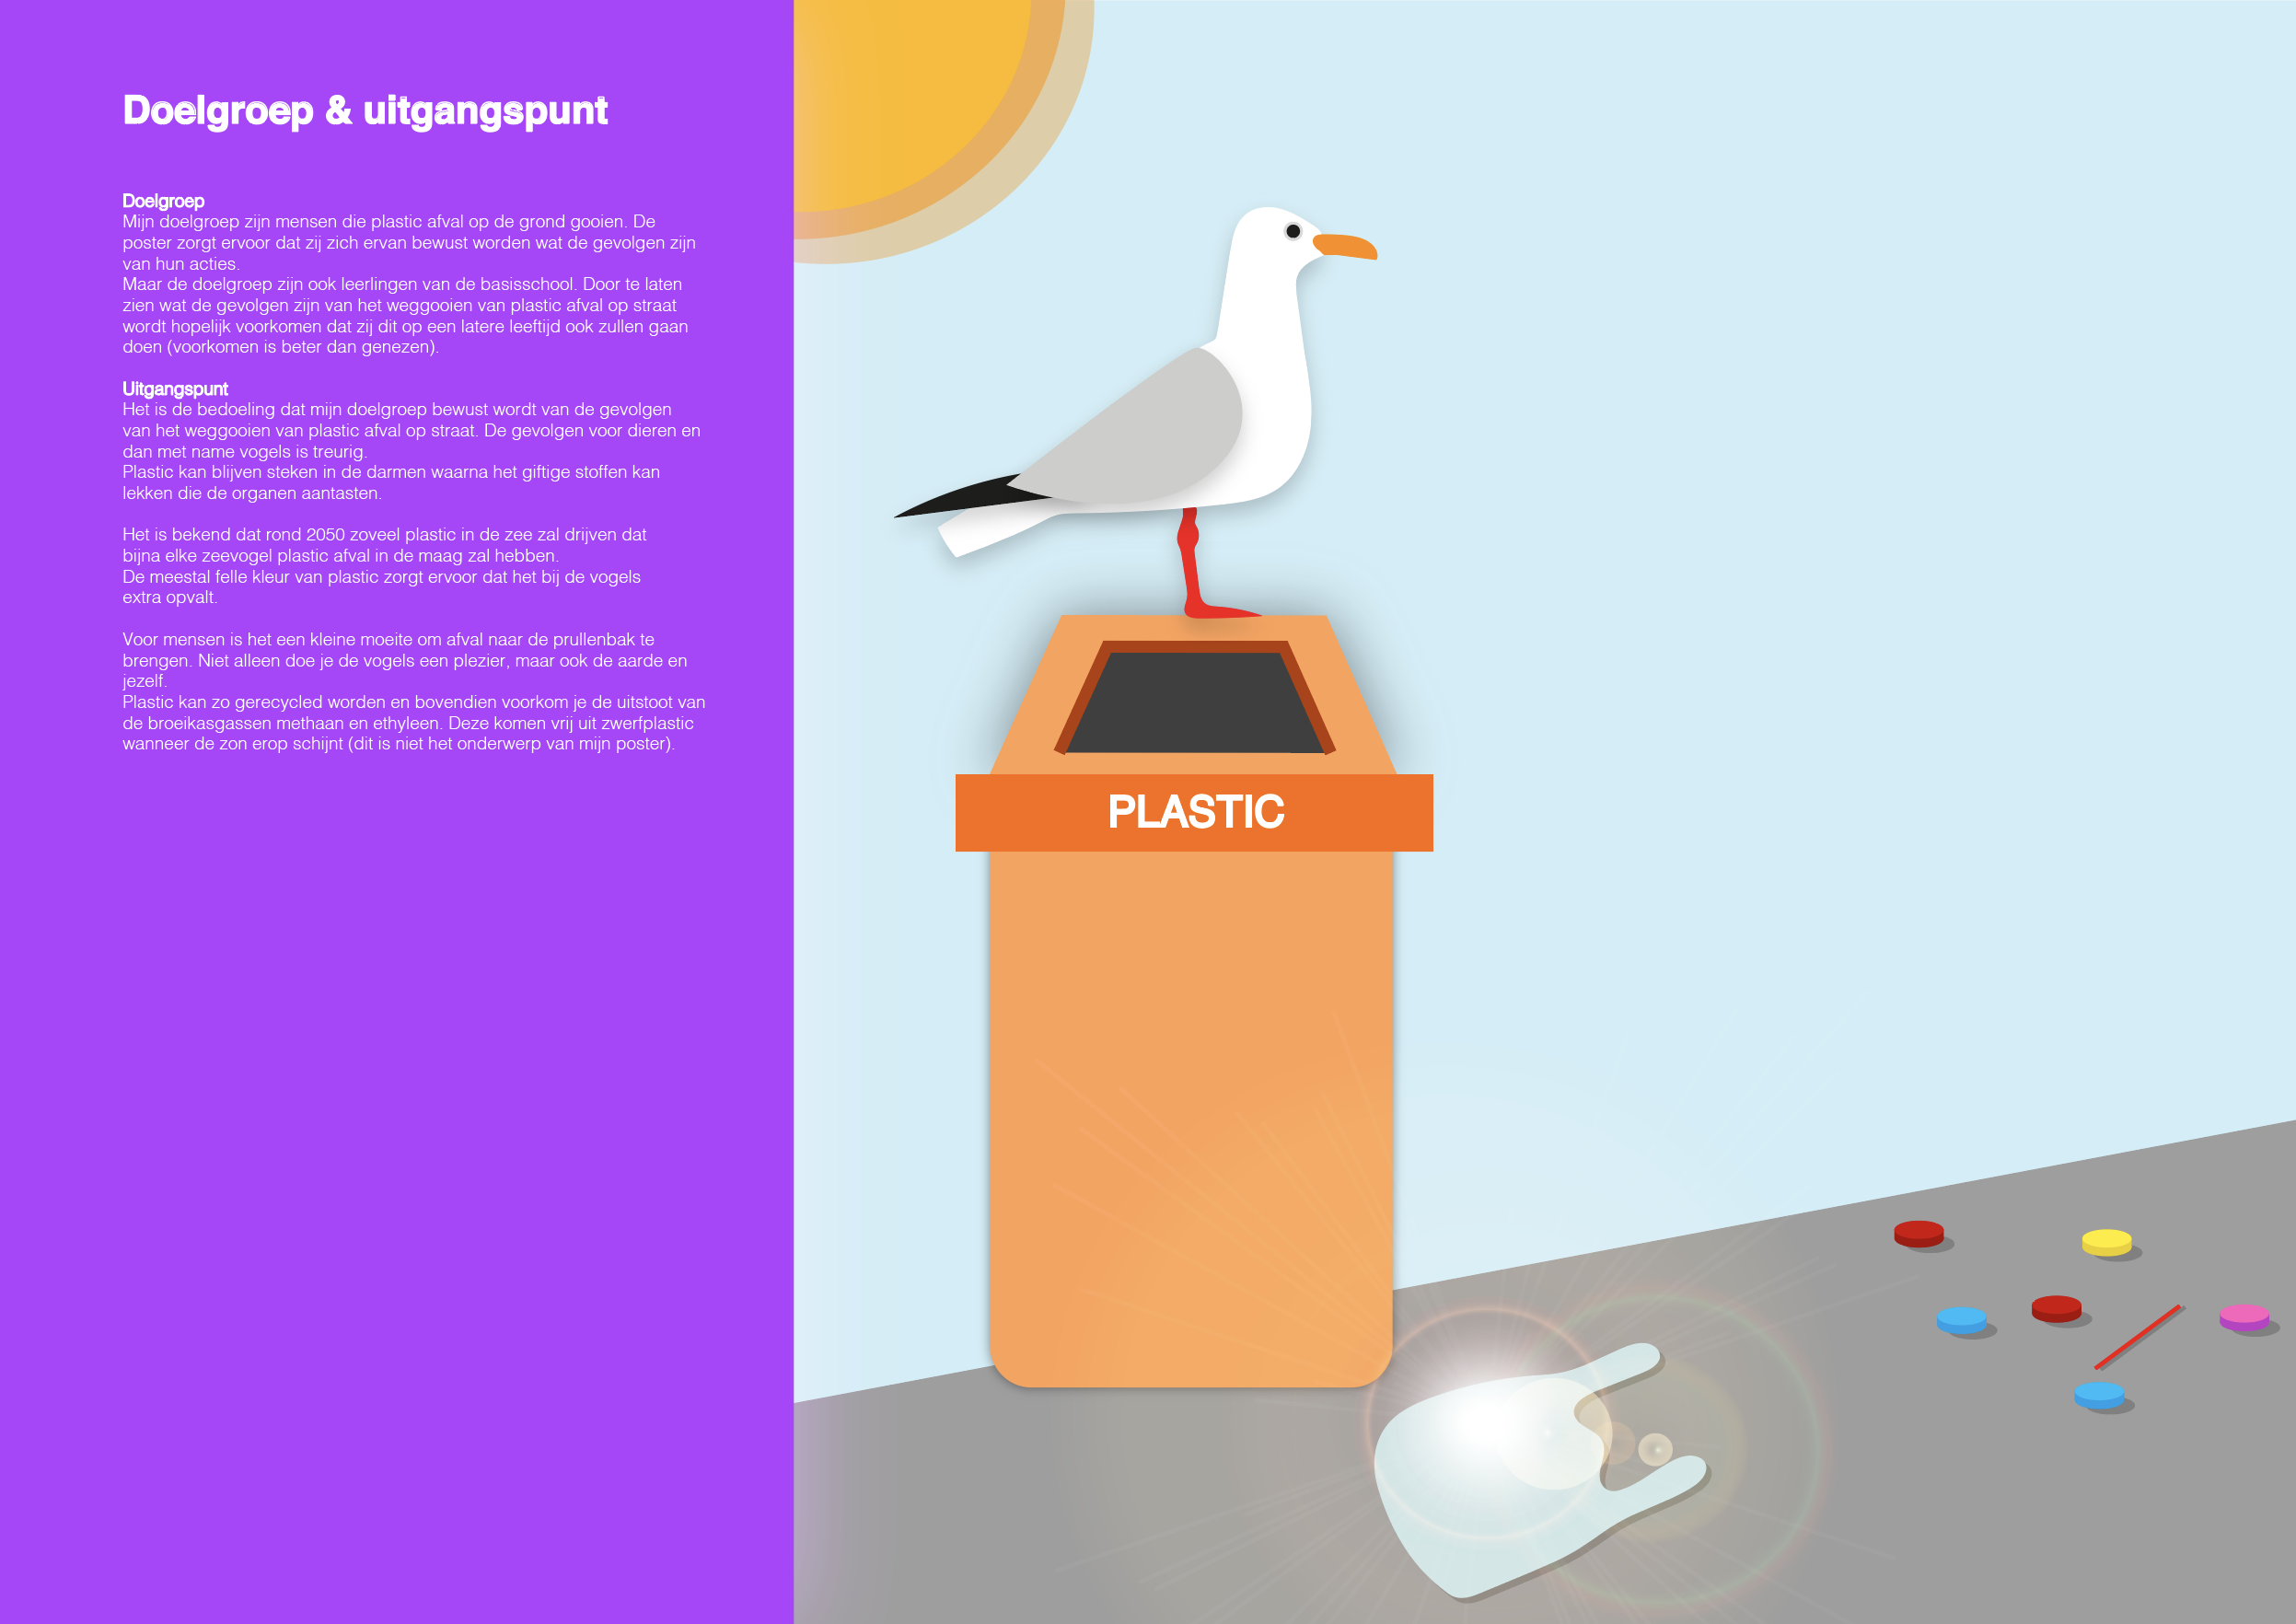 Doelgroep & uitgangspunt
Doelgroep
Mijn doelgroep zijn mensen die plastic afval op de grond gooien. De
poster zorgt ervoor dat zij zich ervan bewust worden wat de gevolgen zijn
van hun acties.
Maar de doelgroep zijn ook leerlingen van de basisschool. Door te laten
zien wat de gevolgen zijn van het weggooien van plastic afval op straat
wordt hopelijk voorkomen dat zij dit op een latere leeftijd ook zullen gaan
doen (voorkomen is beter dan genezen).
Uitgangspunt
Het is de bedoeling dat mijn doelgroep bewust wordt van de gevolgen
van het weggooien van plastic afval op straat. De gevolgen voor dieren en
dan met name vogels is treurig.
Plastic kan blijven steken in de darmen waarna het giftige stoffen kan
lekken die de organen aantasten.
Het is bekend dat rond 2050 zoveel plastic in de zee zal drijven dat
bijna elke zeevogel plastic afval in de maag zal hebben.
De meestal felle kleur van plastic zorgt ervoor dat het bij de vogels
extra opvalt.
Voor mensen is het een kleine moeite om afval naar de prullenbak te
brengen. Niet alleen doe je de vogels een plezier, maar ook de aarde en
jezelf.
Plastic kan zo gerecycled worden en bovendien voorkom je de uitstoot van
de broeikasgassen methaan en ethyleen. Deze komen vrij uit zwerfplastic
wanneer de zon erop schijnt (dit is niet het onderwerp van mijn poster).
PLASTIC